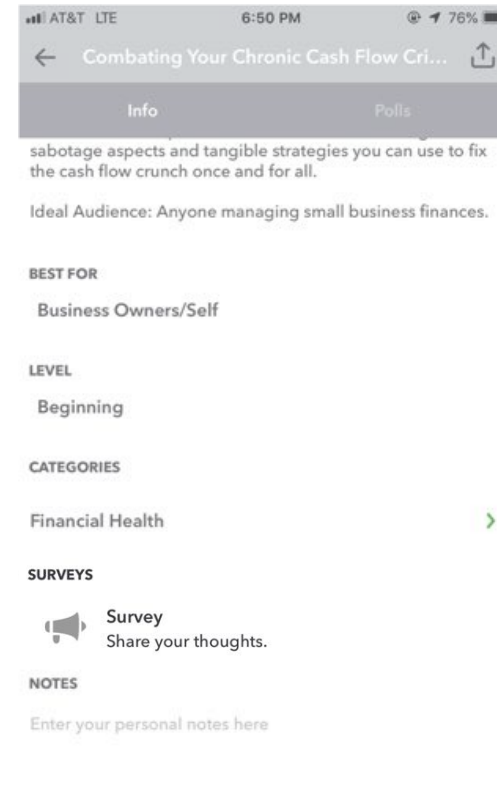 AT&T LTE 6:50 PM 76%
Combating Your Chronic Cash Flow Cri...
Info Polls
sabotage aspects and tangible strategies you can use to fix
the cash flow crunch once and for all.
Ideal Audience: Anyone managing small business finances.
BEST FOR
Business Owners/Self
LEVEL
Beginning
CATEGORIES
Financial Health
SURVEYS
Survey
Share your thoughts.
NOTES
Enter your personal notes here